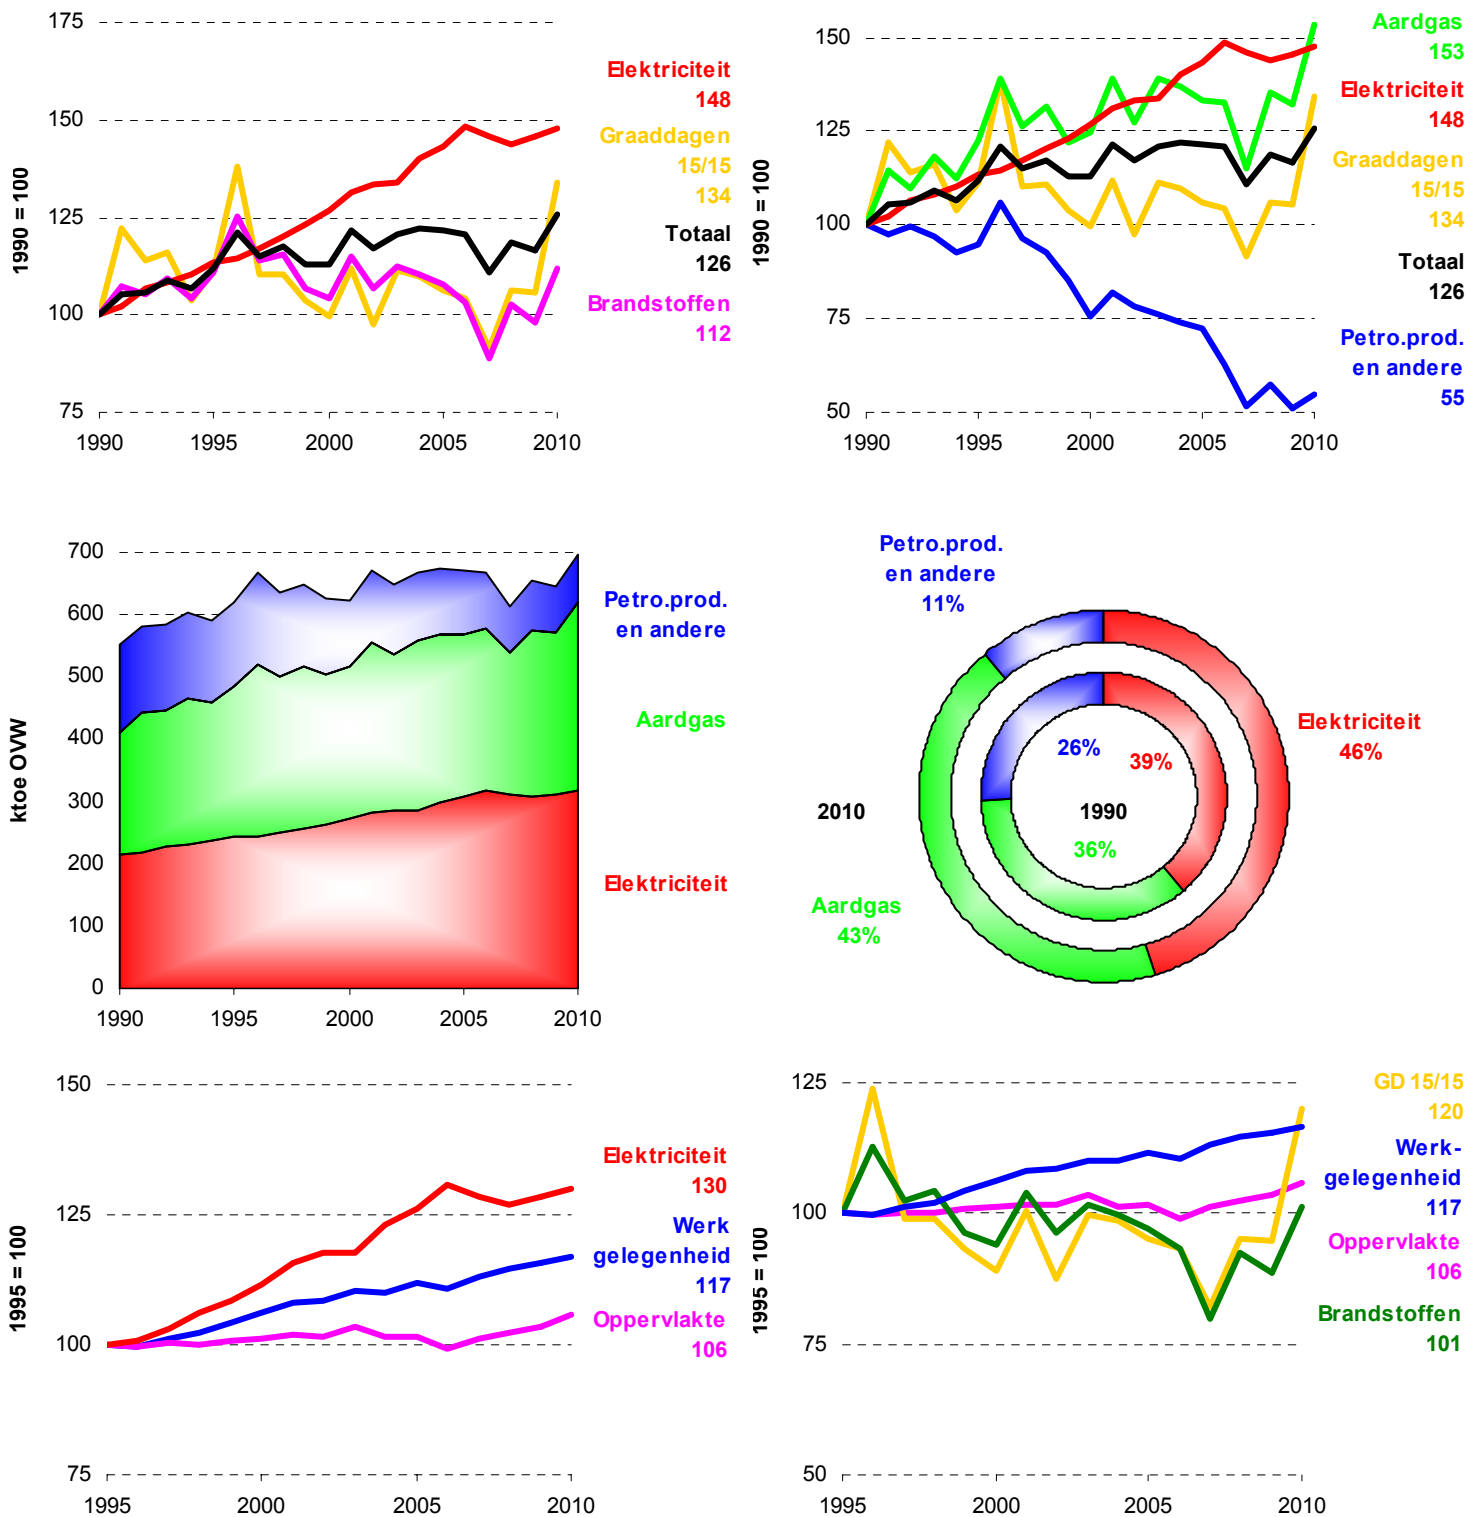 175
150
125
100
75
1990 = 100
1990
1995
2000
2005
2010
Elektriciteit
148
Graaddagen
15/15
134
Totaal
126
Brandstoffen
112
150
125
100
75
50
1990 = 100
1990
1995
2000
2005
2010
Aardgas
153
Elektriciteit
148
Graaddagen
15/15
134
Totaal
126
Petro.prod.
en andere
55
700
600
500
400
300
200
100
0
ktoe OVW
1990
1995
2000
2005
2010
Petro.prod.
en andere
Aardgas
Elektriciteit
Petro.prod.
en andere
11%
Elektriciteit
46%
26%
39%
2010
1990
36%
Aardgas
43%
150
125
100
75
1995 = 100
1995
2000
2005
2010
Elektriciteit
130
Werk
gelegenheid
117
Oppervlakte
106
125
100
75
50
1995 = 100
1995
2000
2005
2010
GD 15/15
120
Werk-
gelegenheid
117
Oppervlakte
106
Brandstoffen
101